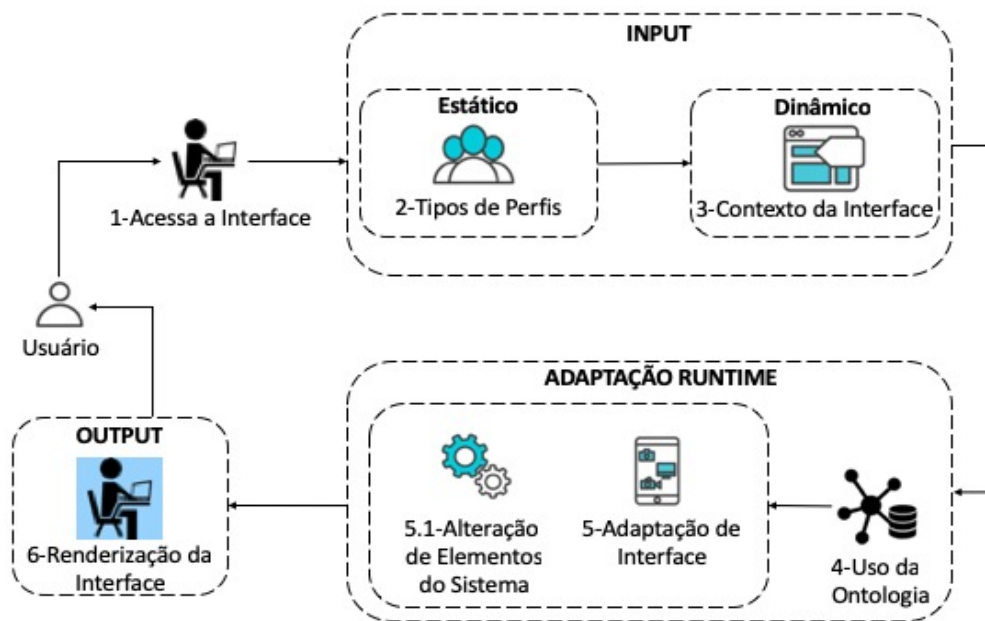 INPUT
Estático
2-Tipos de Perfis
Dinâmico
3-Contexto da Interface
1-Acessa a Interface
Usuário
ADAPTAÇÃO RUNTIME
4-Uso da
Ontologia
5-Adaptação de
Interface
5.1-Alteração
de Elementos
do Sistema
OUTPUT
6-Renderização da
Interface